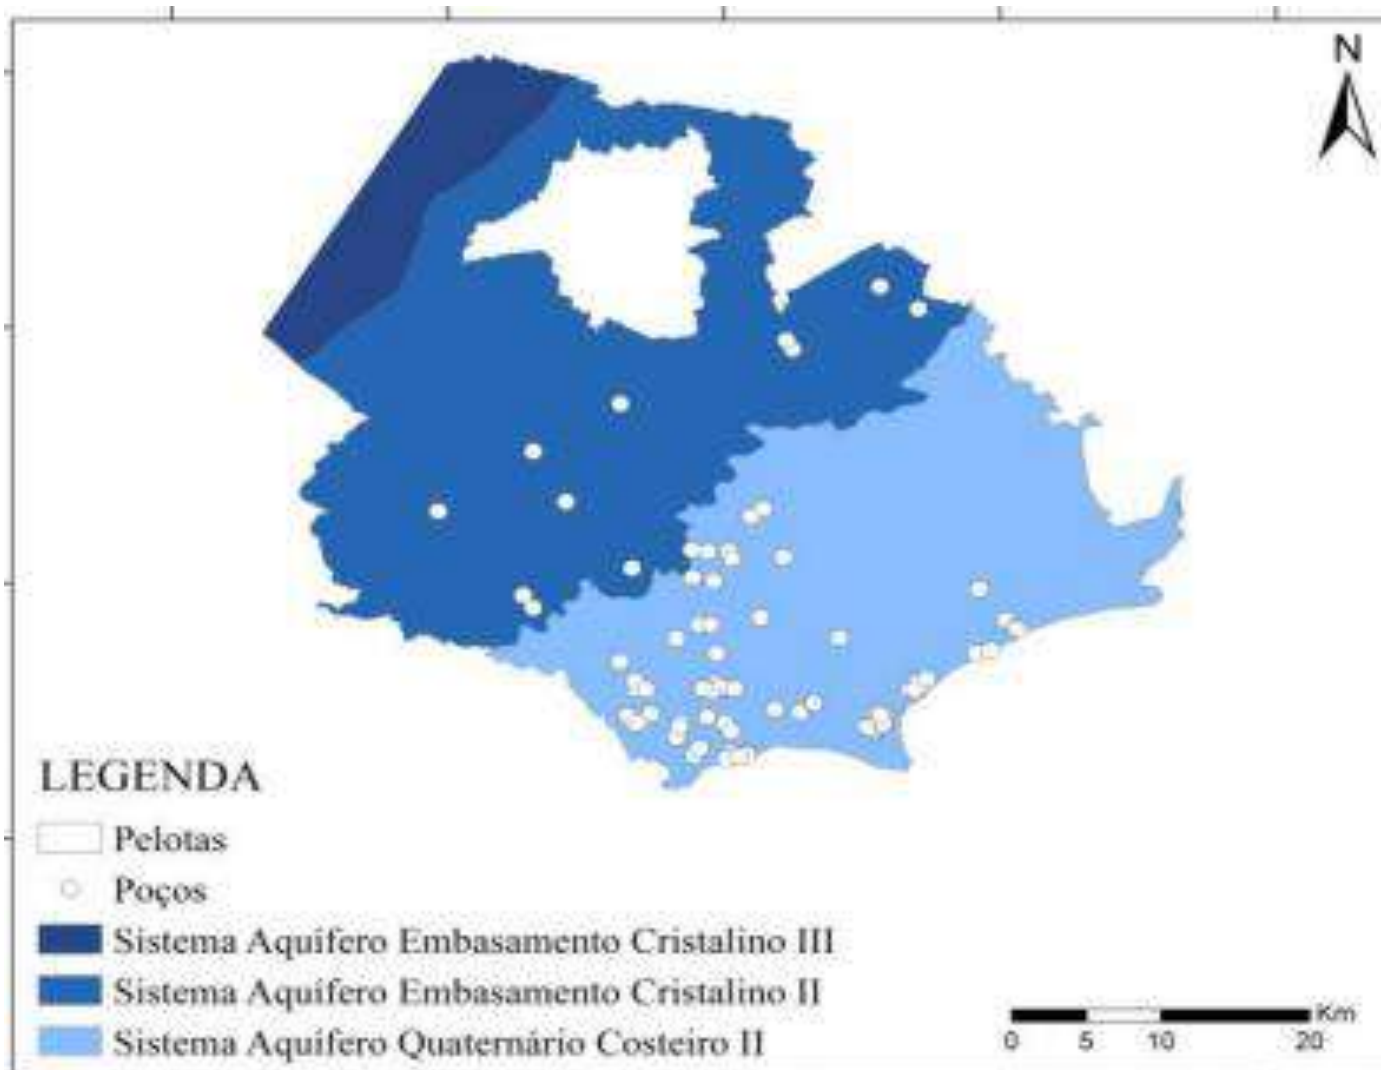 N
LEGENDA
Pelotas
Poços
Sistema Aquífero Embasamento Cristalino III
Sistema Aquífero Embasamento Cristalino II
Sistema Aquífero Quaternário Costeiro II
Km
0 5 10 20